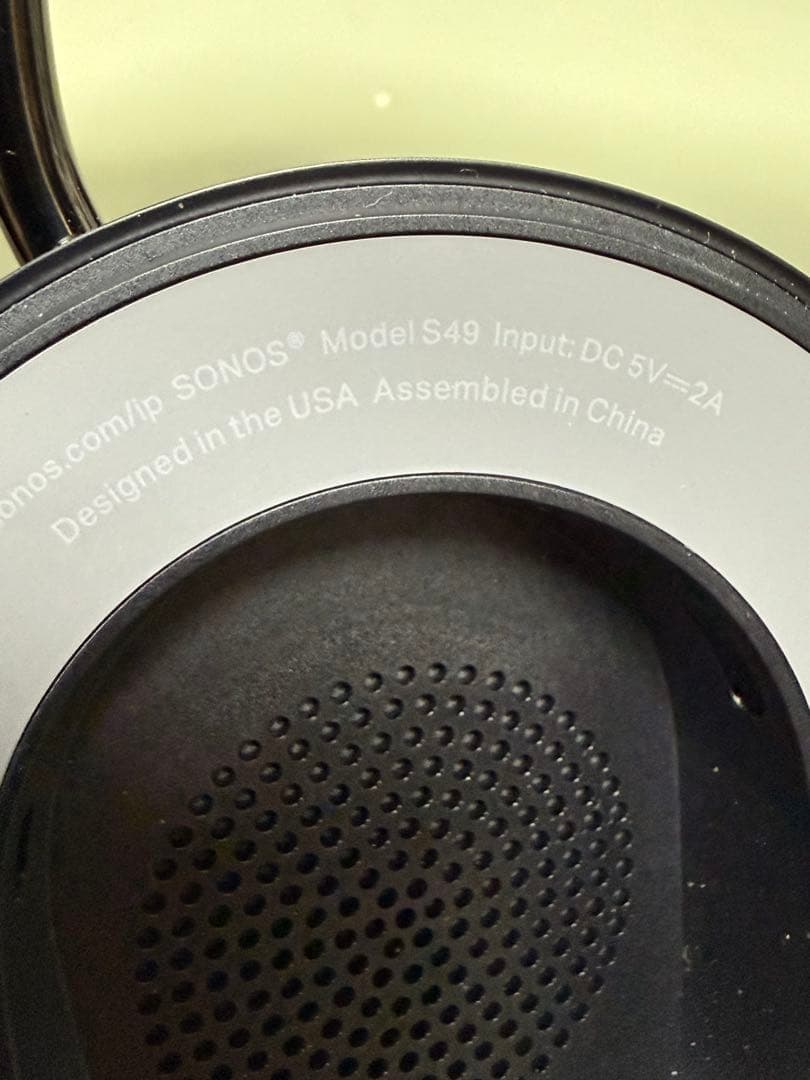 onos.com/ip SONOS® Model S49 Input: DC 5V⎓2A
Designed in the USA Assembled in China